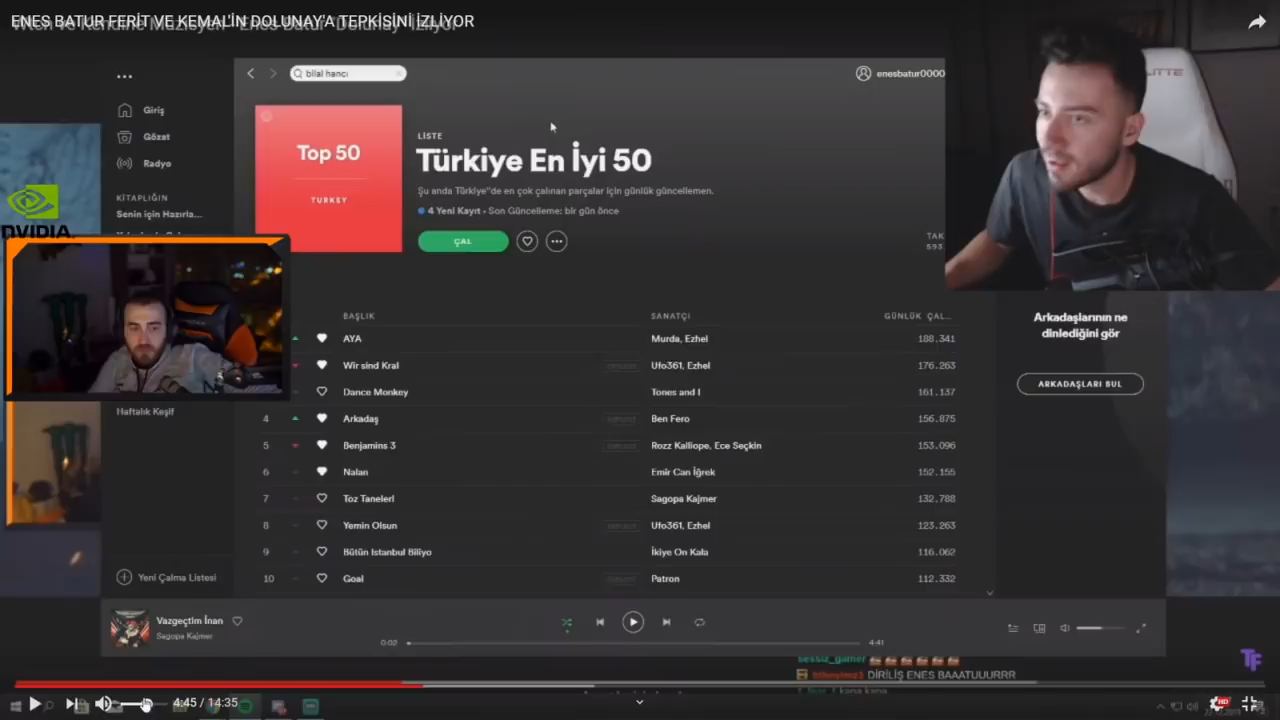 ENES BATUR FERİT VE KEMAL'İN DOLUNAY'A TEPKİSİNİ İZLİYOR
bilal hancı
enesbatur0000
Giriş
Gözat
Radyo
KİTAPLIĞIN
Senin için Hazırla...
Haftalık Keşif
Yeni Çalma Listesi
Top 50
TURKEY
LİSTE
Türkiye En İyi 50
Şu anda Türkiye"de en çok çalınan parçalar için günlük güncellemen.
4 Yeni Kayıt - Son Güncelleme: bir gün önce
ÇAL
TAK
593
DVIDIA
BAŞLIK SANATÇI GÜNLÜK ÇAL...
AYA Murda, Ezhel 188.341
Wir sind Kral Ufo361, Ezhel 176.263
Dance Monkey Tones and I 161.137
4 Arkadaş Ben Fero 156.875
5 Benjamins 3 Rozz Kalliope, Ece Seçkin 153.096
6 Nalan Emir Can İğrek 152.155
7 Toz Taneleri Sagopa Kajmer 132.788
8 Yemin Olsun Ufo361, Ezhel 123.263
9 Bütün İstanbul Biliyo İkiye On Kala 116.062
10 Goal Patron 112.332
Arkadaşlarının ne
dinlediğini gör
ARKADAŞLARI BUL
Vazgeçtim İnan
Sagopa Kajmer
0:02
4:41
sessiz_gamer
DİRİLİŞ ENES BAAATUUURRR
TF
4:45 / 14:35
HD